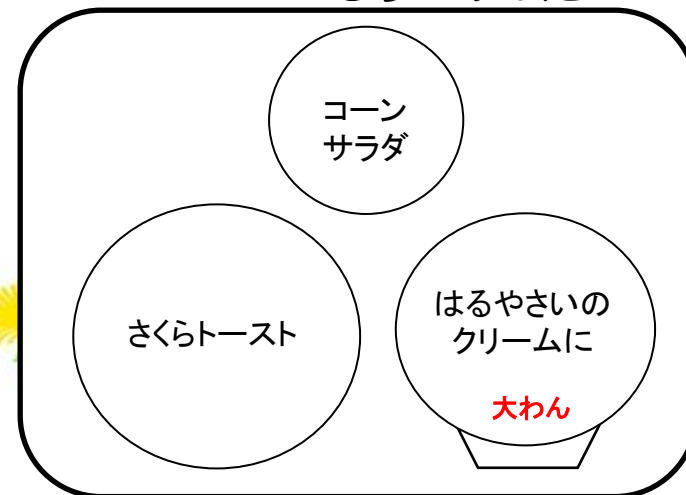 コーン
サラダ
さくらトースト
はるやさいの
クリームに
大わん